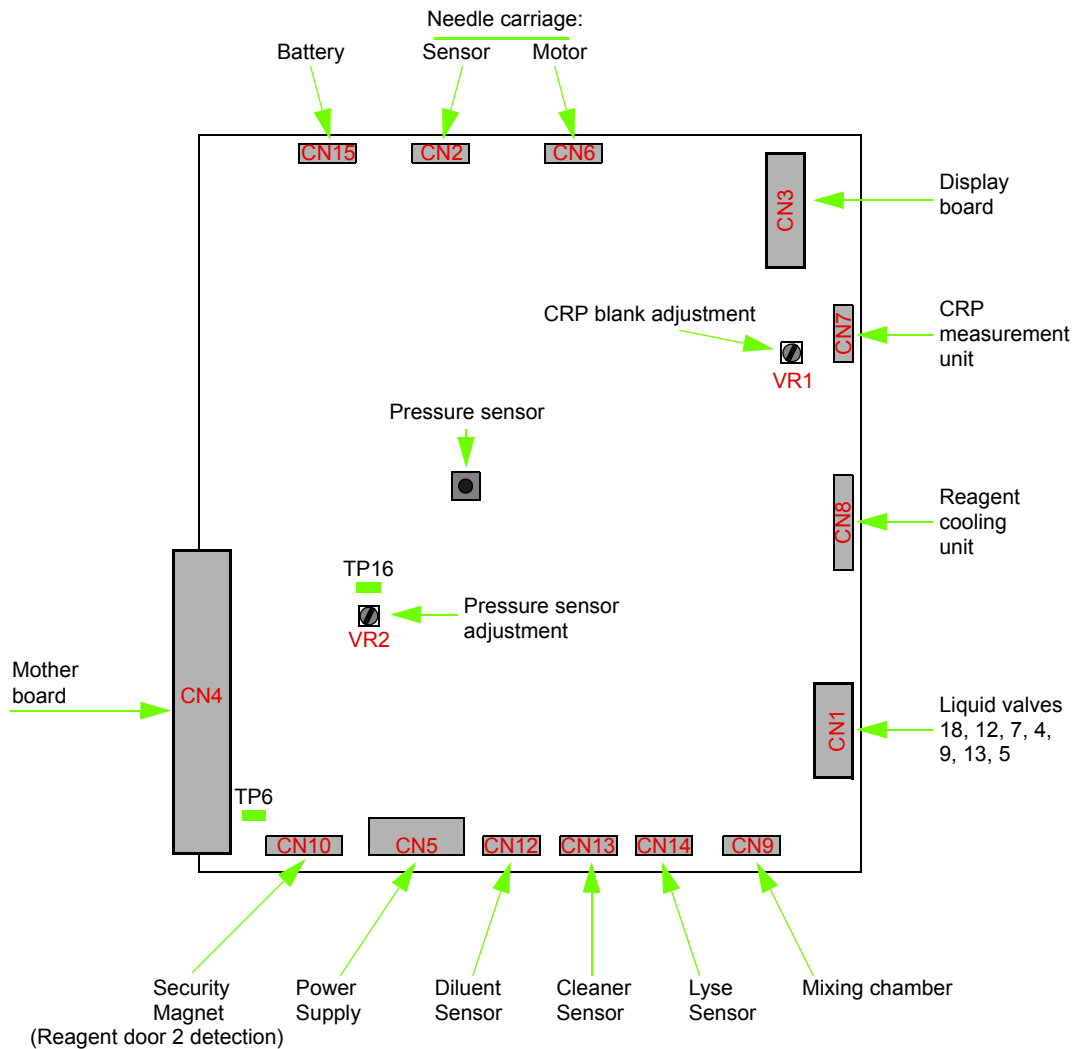 Needle carriage:
Battery
Sensor
Motor
CN15
CN2
CN6
CN3
Display
board
CRP blank adjustment
VR1
CN7
CRP
measurement
unit
Pressure sensor
CN8
Reagent
cooling
unit
TP16
VR2
Pressure sensor
adjustment
Mother
board
CN4
CN1
Liquid valves
18, 12, 7, 4,
9, 13, 5
TP6
CN10
CN5
CN12
CN13
CN14
CN9
Security
Magnet
(Reagent door 2 detection)
Power
Supply
Diluent
Sensor
Cleaner
Sensor
Lyse
Sensor
Mixing chamber